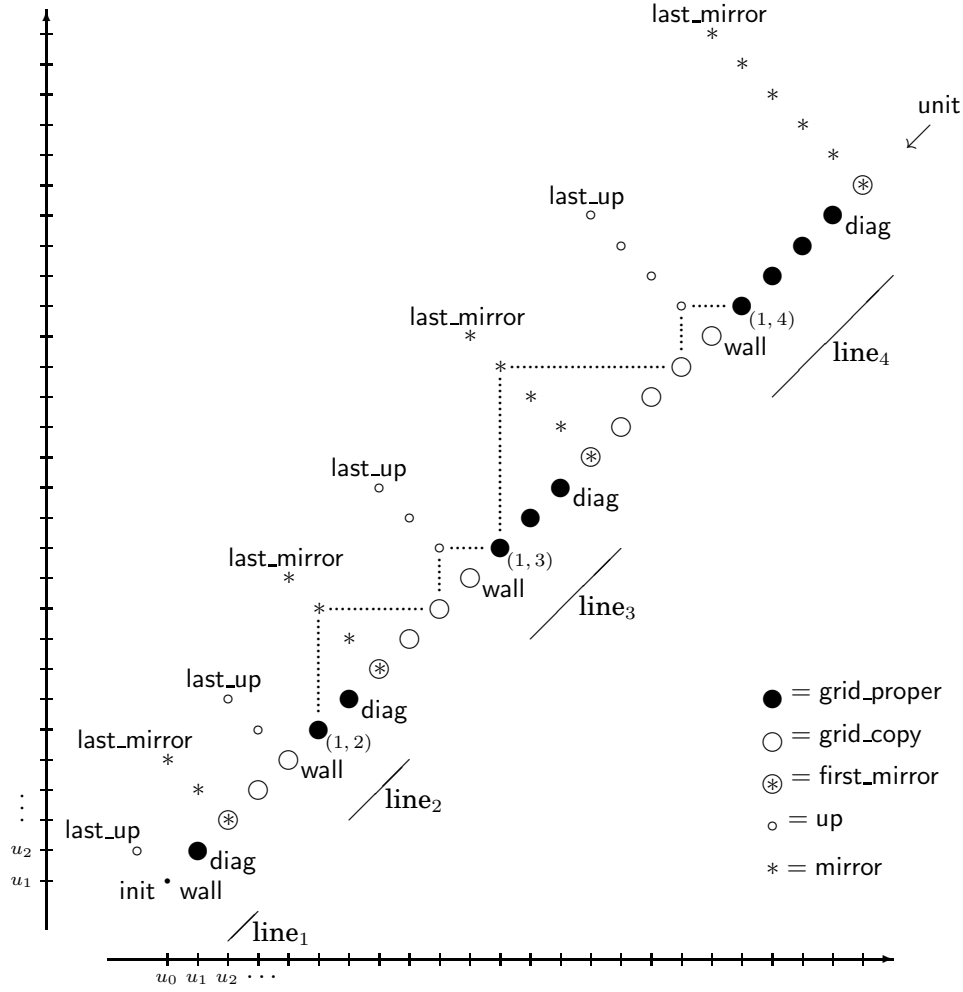 last_mirror
unit
last_up
diag
last_mirror
(1, 4)
wall
line₄
last_up
diag
(1, 3)
last_mirror
wall
line₃
last_up
= grid_proper
diag
(1, 2)
= grid_copy
last_mirror
wall
= first_mirror
line₂
⋮
last_up
= up
u₂
diag
= mirror
u₁
init wall
line₁
u₀ u₁ u₂ ⋯